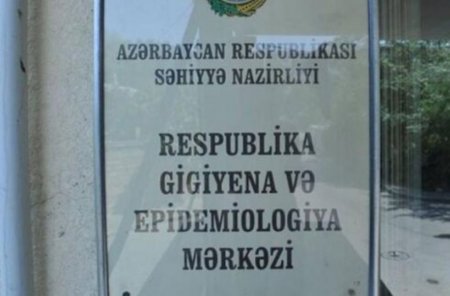 AZƏRBAYCAN RESPUBLİKASI
SƏHİYYƏ NAZİRLİYİ
RESPUBLİKA
GİGİYENA VƏ
EPİDEMİOLOGİYA
MƏRKƏZİ